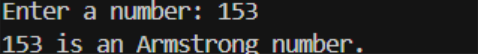 Enter a number: 153
153 is an Armstrong number.